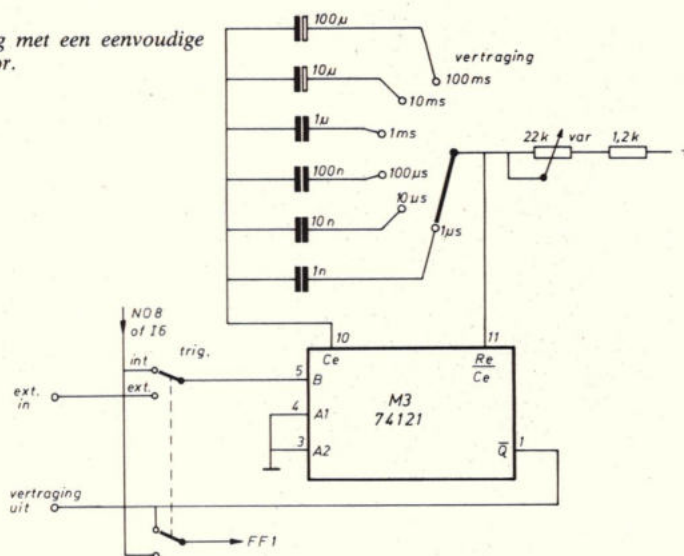 g met een eenvoudige
or.
100μ
vertraging
100ms
10μ
10ms
1μ
1ms
22k var 1,2k
100n
100μs
10μs
10n
1μs
1n
N08
of I6
trig.
int
ext.
ext.
in
10
11
Ce
Re
Ce
5
B
M3
74121
4
A1
3
A2
Q
1
vertraging
uit
FF1